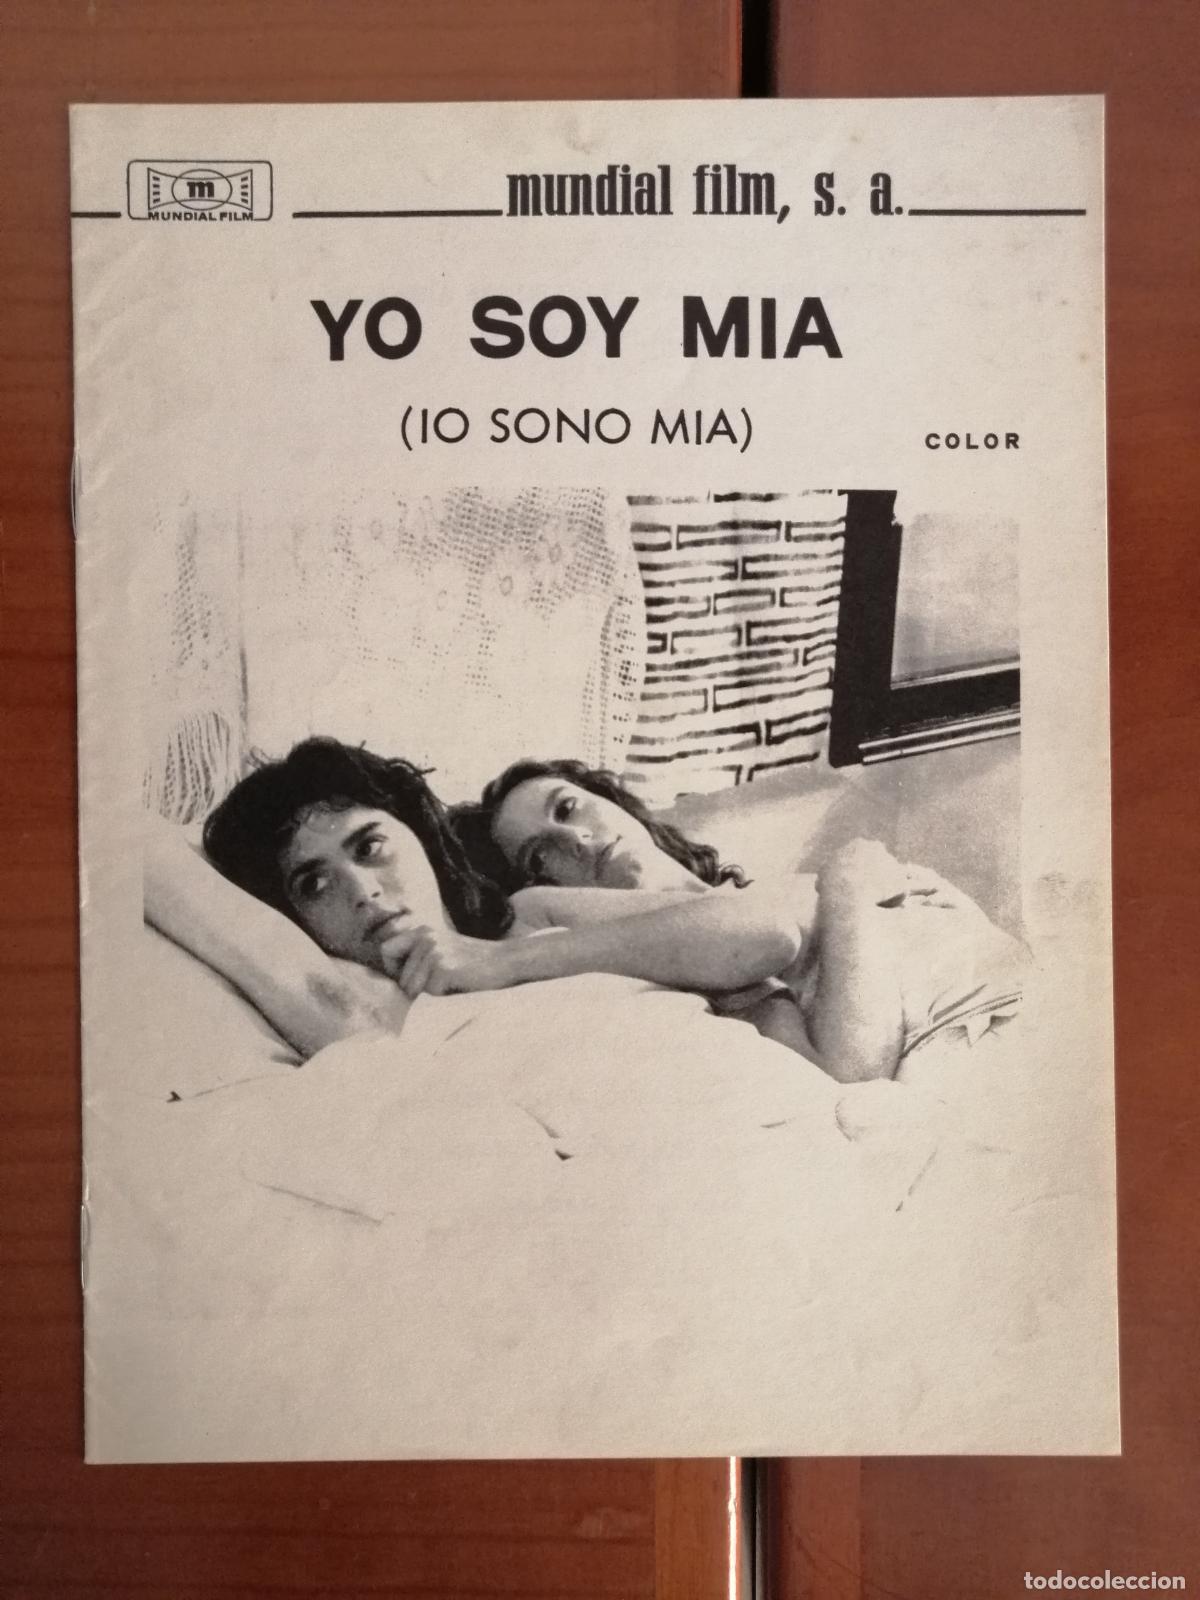 m
MUNDIAL FILM
mundial film, s. a.
YO SOY MIA
(IO SONO MIA)
COLOR
todocoleccion